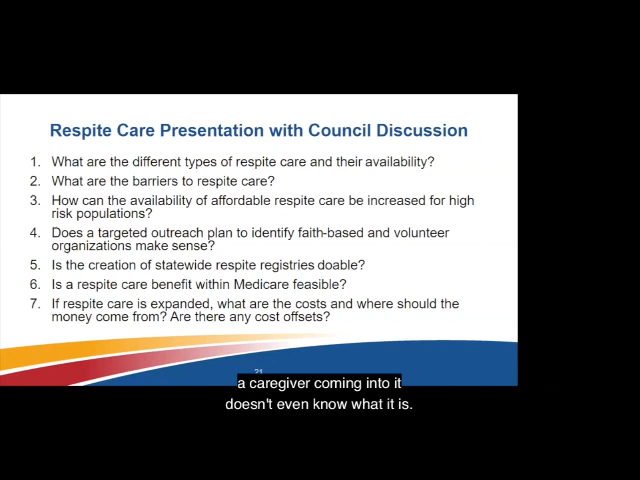 Respite Care Presentation with Council Discussion
1. What are the different types of respite care and their availability?
2. What are the barriers to respite care?
3. How can the availability of affordable respite care be increased for high
risk populations?
4. Does a targeted outreach plan to identify faith-based and volunteer
organizations make sense?
5. Is the creation of statewide respite registries doable?
6. Is a respite care benefit within Medicare feasible?
7. If respite care is expanded, what are the costs and where should the
money come from? Are there any cost offsets?
21
a caregiver coming into it
doesn't even know what it is.